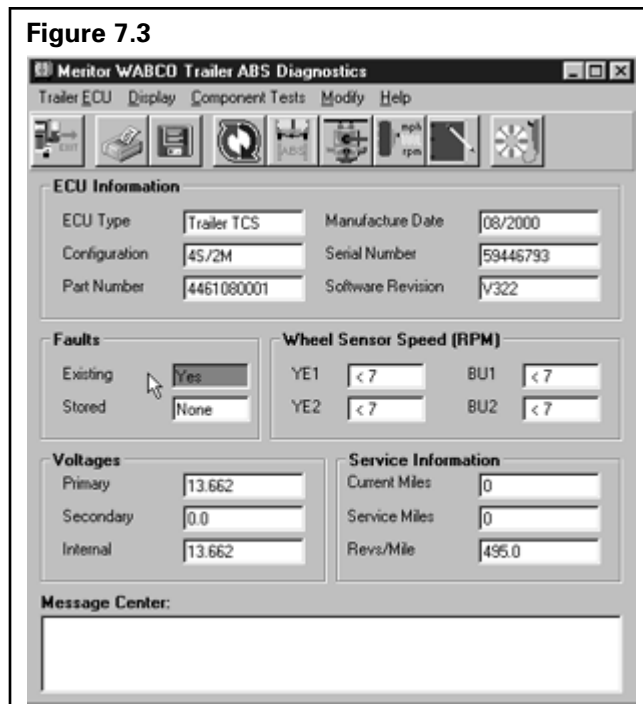 Figure 7.3
Meritor WABCO Trailer ABS Diagnostics
Trailer ECU Display Component Tests Modify Help
EXIT ABS mph rpm
ECU Information
ECU Type Trailer TCS Manufacture Date 08/2000
Configuration 4S/2M Serial Number 59446793
Part Number 4461080001 Software Revision V322
Faults Wheel Sensor Speed (RPM)
Existing Yes YE1 < 7 BU1 < 7
Stored None YE2 < 7 BU2 < 7
Voltages Service Information
Primary 13.662 Current Miles 0
Secondary 0.0 Service Miles 0
Internal 13.662 Revs/Mile 495.0
Message Center: